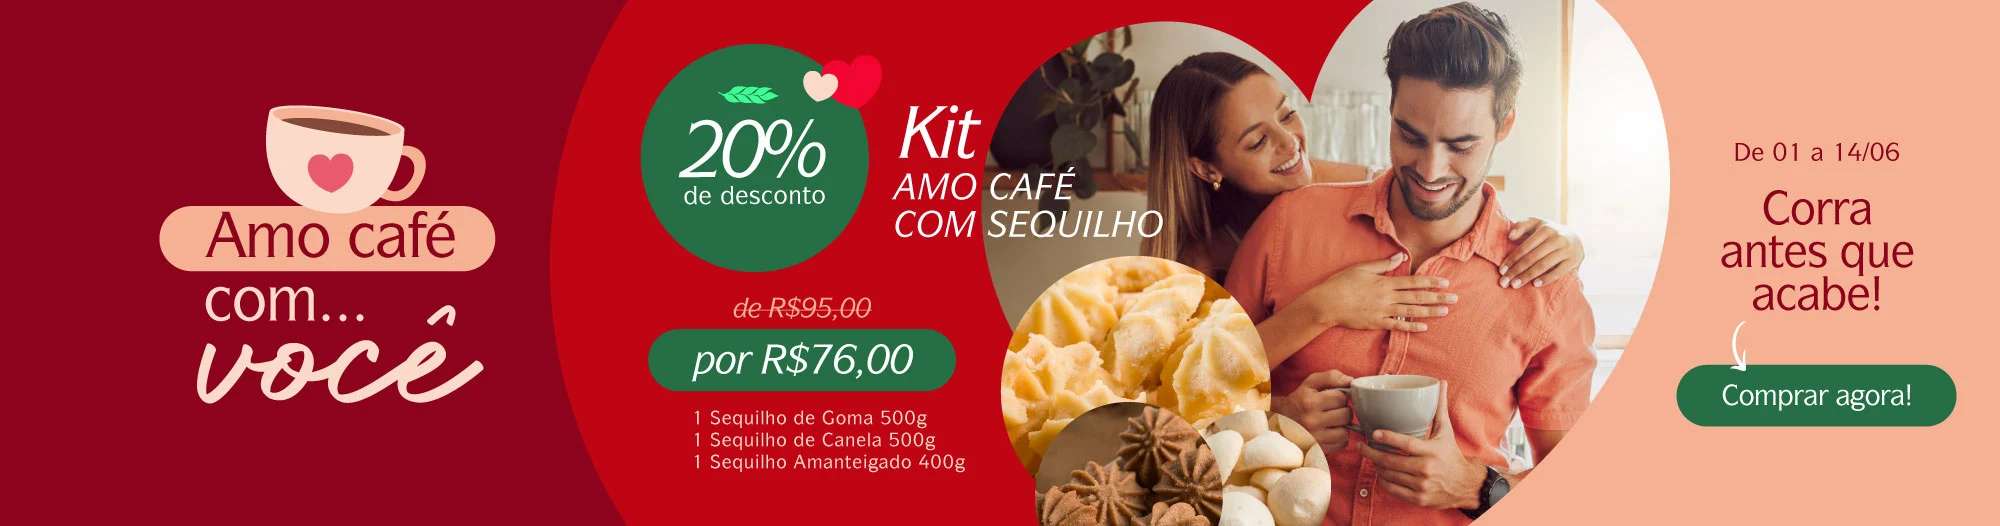 Amo café
com...
você
20%
de desconto
Kit
AMO CAFÉ
COM SEQUILHO
de R$95,00
por R$76,00
1 Sequilho de Goma 500g
1 Sequilho de Canela 500g
1 Sequilho Amanteigado 400g
De 01 a 14/06
Corra
antes que
acabe!
Comprar agora!